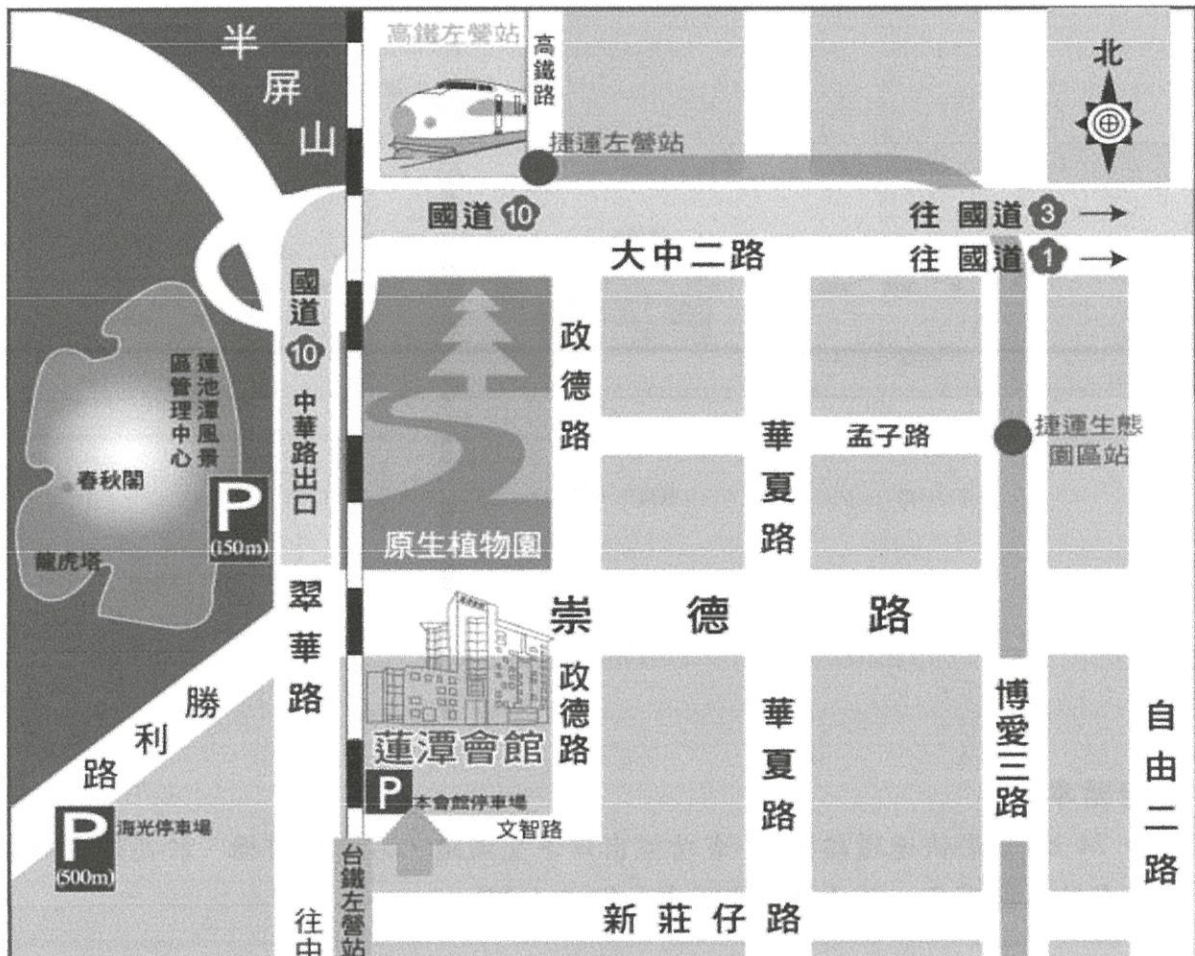 半屏山
高鐵左營站
高鐵路
北
捷運左營站
國道 10
往 國道 3 →
大中二路
往 國道 1 →
國道 10 中華路出口
政德路
蓮池潭風景
區管理中心
春秋閣
龍虎塔
P
(150m)
原生植物園
華夏路
孟子路
捷運生態
園區站
翠華路
崇德路
勝利路
政德路
華夏路
博愛三路
自由二路
蓮潭會館
P 本會館停車場
文智路
P 海光停車場
(500m)
台鐵左營站
往中
新莊仔路